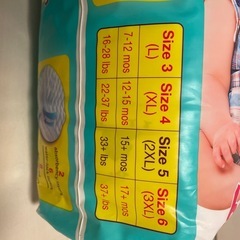 Size 3 Size 4 Size 5 Size 6
(L) (XL) (2XL) (3XL)
7-12 mos 12-15 mos 15+ mos 17+ mos
16-28 lbs 22-37 lbs 33+ lbs 37+ lbs